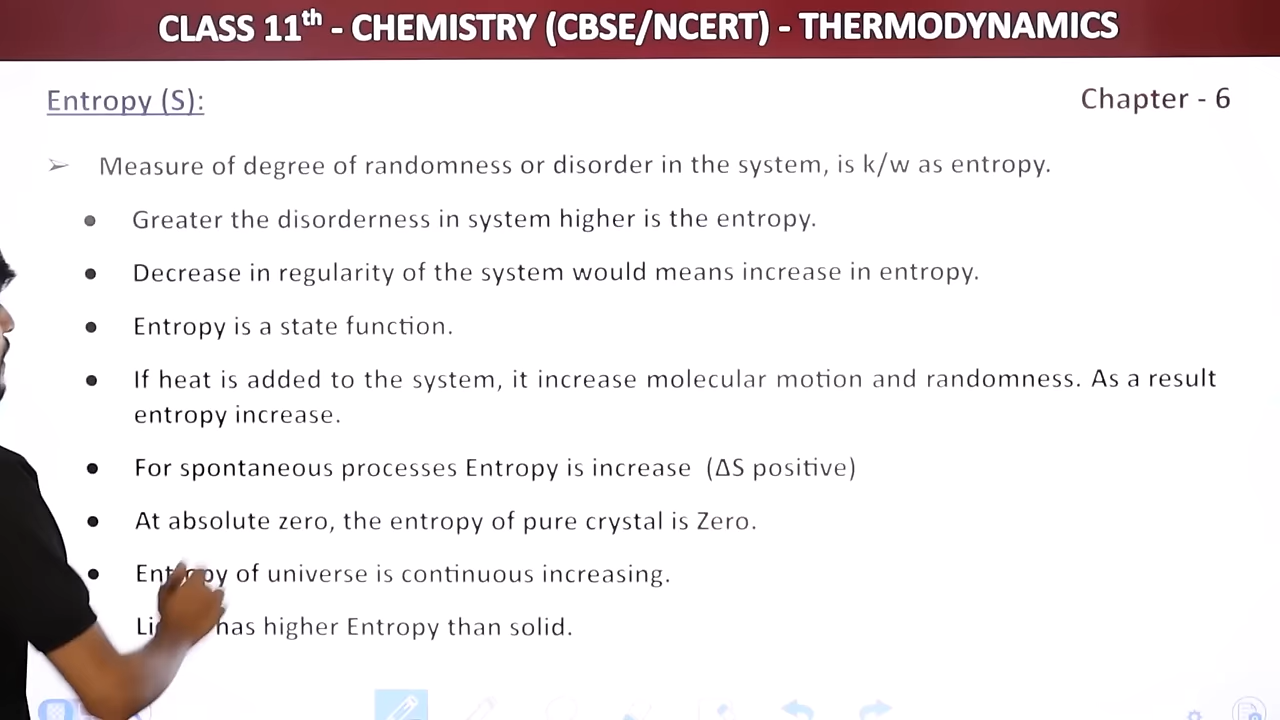 CLASS 11th - CHEMISTRY (CBSE/NCERT) - THERMODYNAMICS
Entropy (S):
Chapter - 6
➢ Measure of degree of randomness or disorder in the system, is k/w as entropy.
• Greater the disorderness in system higher is the entropy.
• Decrease in regularity of the system would means increase in entropy.
• Entropy is a state function.
• If heat is added to the system, it increase molecular motion and randomness. As a result
entropy increase.
• For spontaneous processes Entropy is increase (ΔS positive)
• At absolute zero, the entropy of pure crystal is Zero.
• Entropy of universe is continuous increasing.
has higher Entropy than solid.